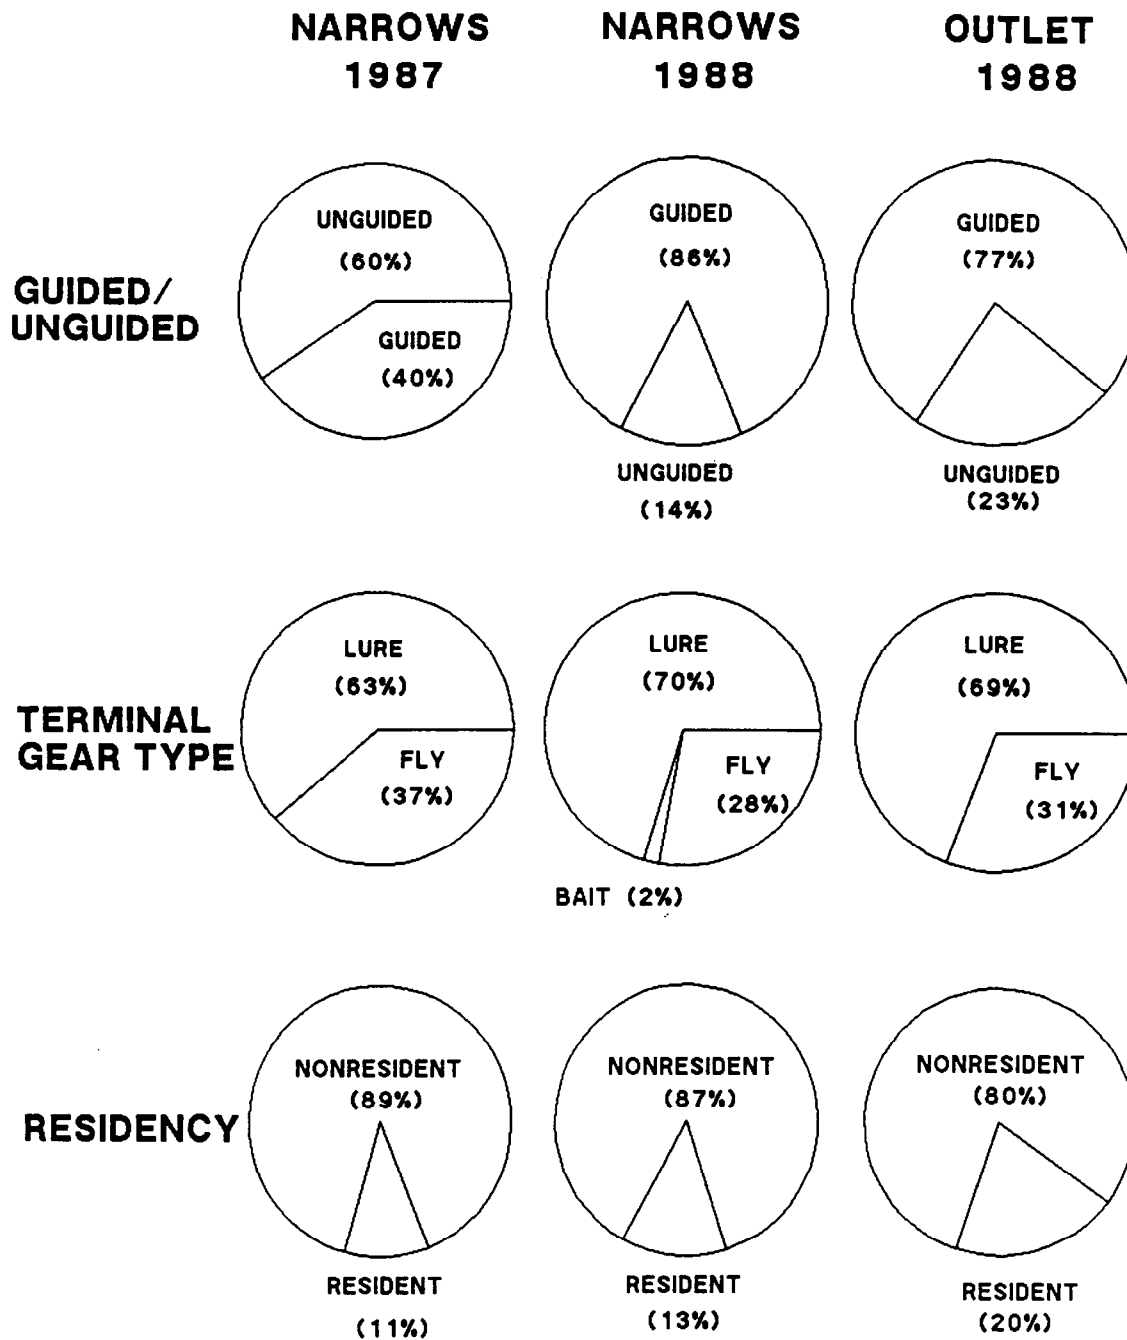 NARROWS
1987
NARROWS
1988
OUTLET
1988
GUIDED/
UNGUIDED
UNGUIDED
(60%)
GUIDED
(40%)
GUIDED
(86%)
UNGUIDED
(14%)
GUIDED
(77%)
UNGUIDED
(23%)
TERMINAL
GEAR TYPE
LURE
(63%)
FLY
(37%)
LURE
(70%)
FLY
(28%)
BAIT (2%)
LURE
(69%)
FLY
(31%)
RESIDENCY
NONRESIDENT
(89%)
RESIDENT
(11%)
NONRESIDENT
(87%)
RESIDENT
(13%)
NONRESIDENT
(80%)
RESIDENT
(20%)